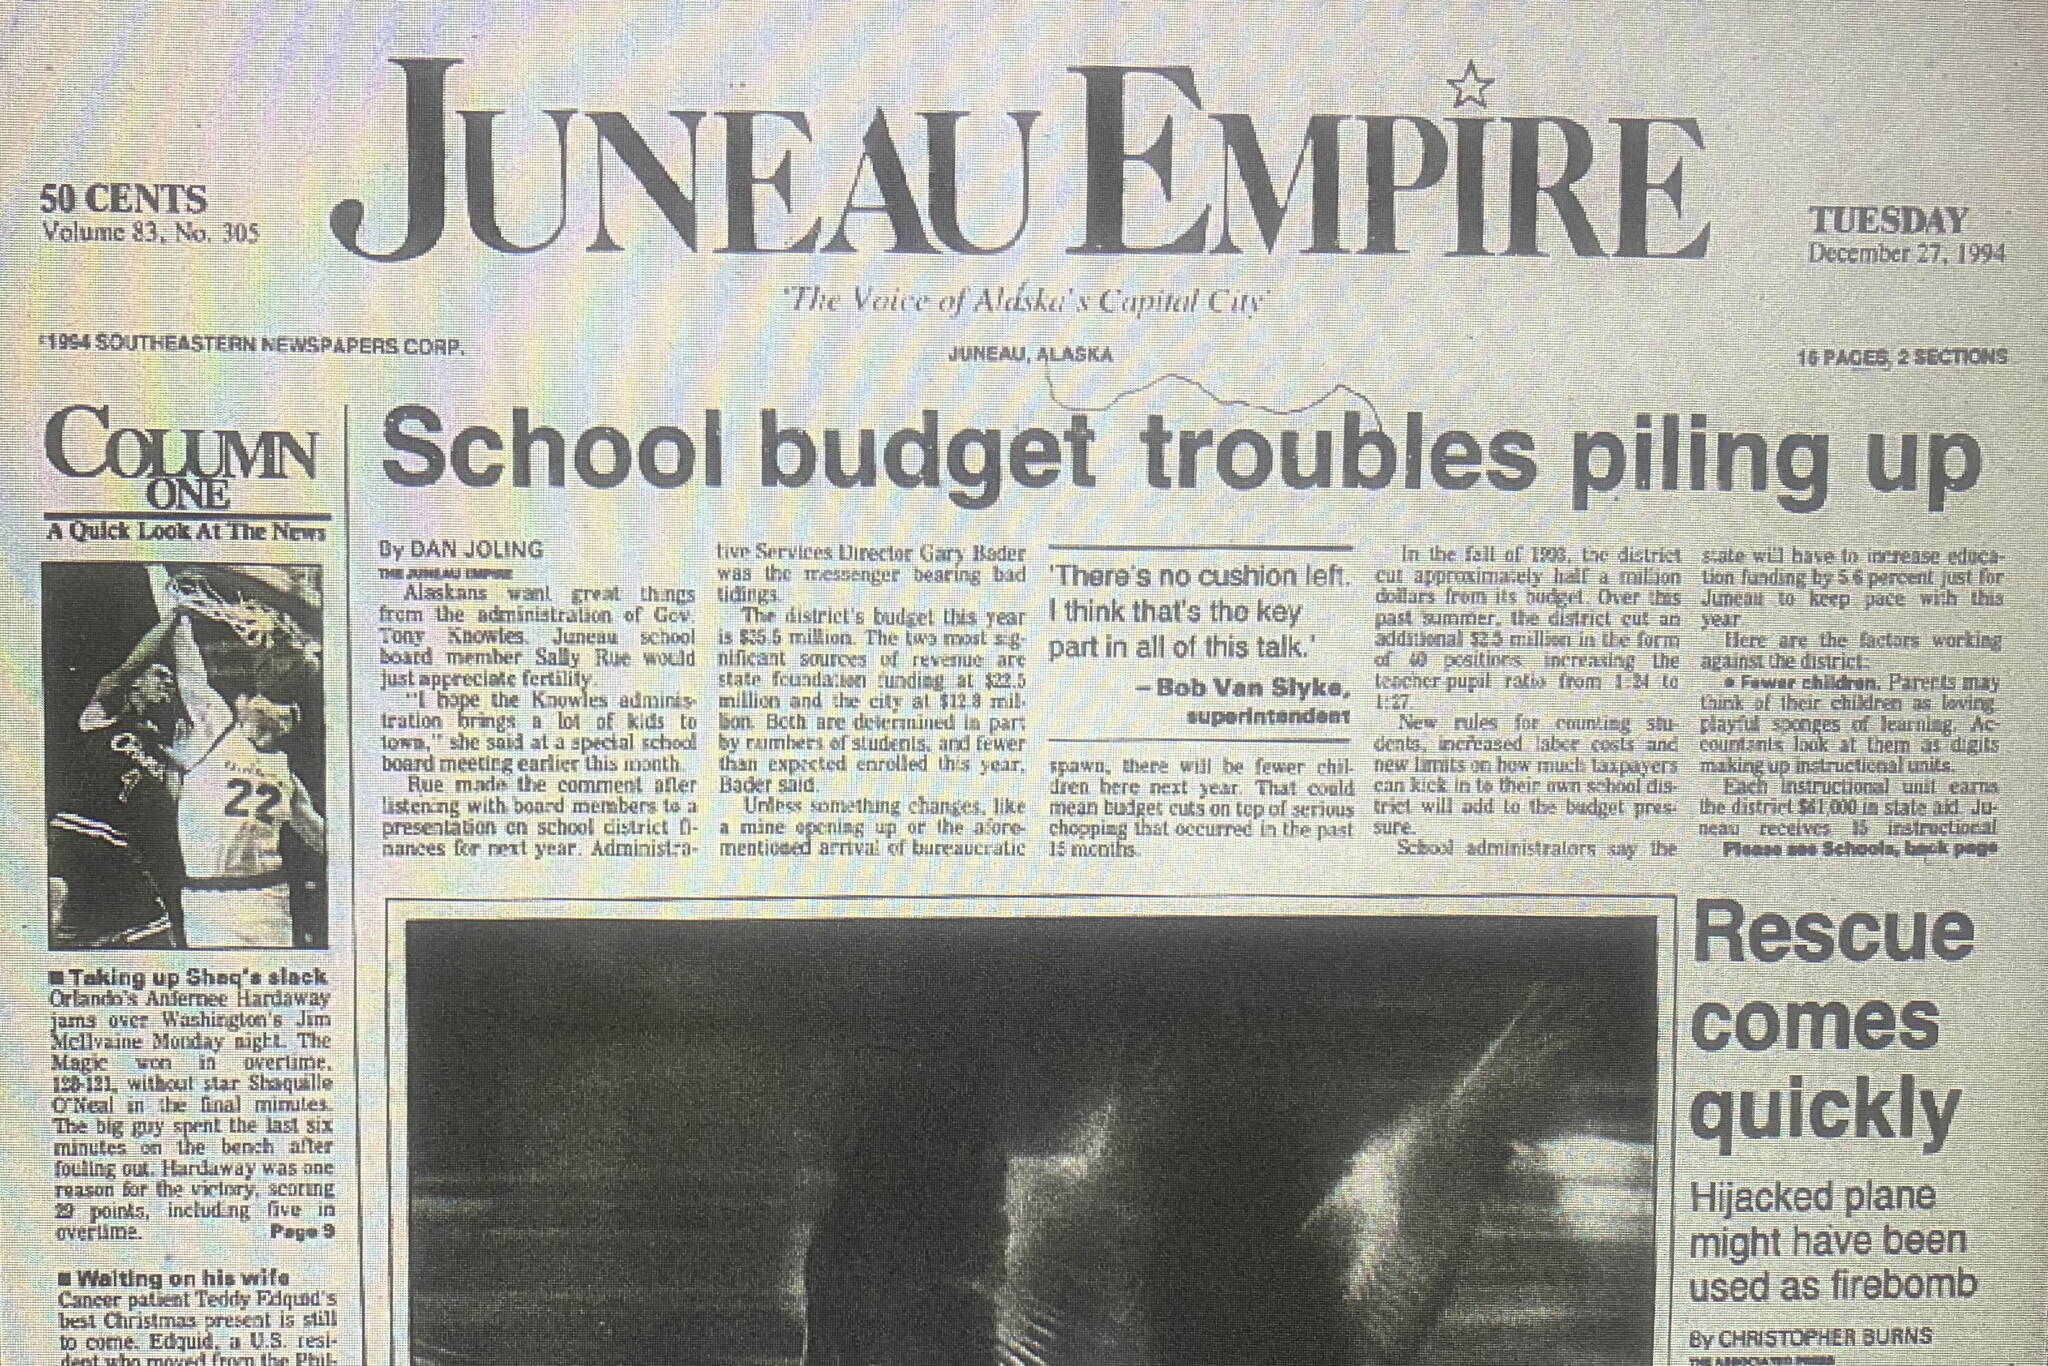 JUNEAU EMPIRE
50 CENTS
Volume 83, No. 305
TUESDAY
December 27, 1994
'The Voice of Alaska's Capital City'
©1994 SOUTHEASTERN NEWSPAPERS CORP.
JUNEAU, ALASKA
16 PAGES, 2 SECTIONS
COLUMN
ONE
A Quick Look At The News
22
■ Taking up Shaq's slack
Orlando's Anfernee Hardaway
jams over Washington's Jim
McIlvaine Monday night. The
Magic won in overtime,
without star Shaquille
O'Neal in the final minutes.
The big guy spent the last six
minutes on the bench after
fouling out. Hardaway was one
reason for the victory, scoring
29 points, including five in
overtime. Page 9
■ Waiting on his wife
Cancer patient Teddy Edquid's
best Christmas present is still
to come. Edquid, a U.S. resi-
dent who moved from the Phil-
School budget troubles piling up
By DAN JOLING
THE JUNEAU EMPIRE
Alaskans want great things
from the administration of Gov.
Tony Knowles. Juneau school
board member Sally Rue would
just appreciate fertility.
"I hope the Knowles adminis-
tration brings a lot of kids to
town," she said at a special school
board meeting earlier this month.
Rue made the comment after
listening with board members to a
presentation on school district fi-
nances for next year. Administra-
tive Services Director Gary Bader
was the messenger bearing bad
tidings.
The district's budget this year
is $35.5 million. The two most sig-
nificant sources of revenue are
state foundation funding at $22.5
million and the city at $12.8 mil-
lion. Both are determined in part
by numbers of students, and fewer
than expected enrolled this year,
Bader said.
Unless something changes, like
a mine opening up or the afore-
mentioned arrival of bureaucratic
'There's no cushion left.
I think that's the key
part in all of this talk.'
– Bob Van Slyke,
superintendent
spawn, there will be fewer chil-
dren here next year. That could
mean budget cuts on top of serious
chopping that occurred in the past
15 months.
In the fall of 1993, the district
cut approximately half a million
dollars from its budget. Over this
past summer, the district cut an
additional $2.5 million in the form
of 40 positions, increasing the
teacher-pupil ratio from 1:24 to
1:27.
New rules for counting stu-
dents, increased labor costs and
new limits on how much taxpayers
can kick in to their own school dis-
trict will add to the budget pres-
sure.
School administrators say the
state will have to increase educa-
tion funding by 5.6 percent just for
Juneau to keep pace with this
year.
Here are the factors working
against the district:
● Fewer children. Parents may
think of their children as loving
playful sponges of learning. Ac-
countants look at them as digits
making up instructional units.
Each instructional unit earns
the district $61,000 in state aid. Ju-
neau receives 15 instructional
Please see Schools, back page
Rescue
comes
quickly
Hijacked plane
might have been
used as firebomb
By CHRISTOPHER BURNS
THE ASSOCIATED PRESS